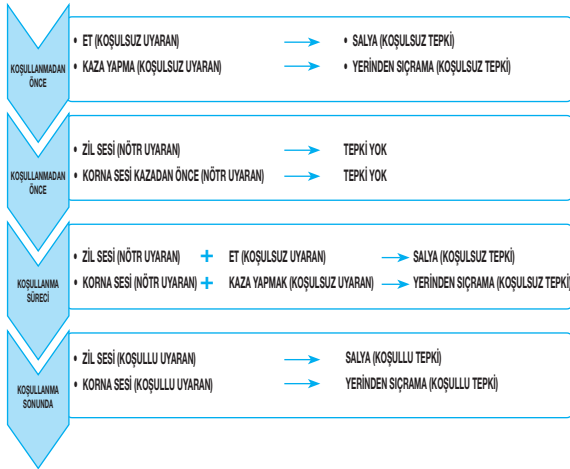 KOŞULLANMADAN
ÖNCE
• ET (KOŞULSUZ UYARAN) • SALYA (KOŞULSUZ TEPKİ)
• KAZA YAPMA (KOŞULSUZ UYARAN) • YERİNDEN SIÇRAMA (KOŞULSUZ TEPKİ)
KOŞULLANMADAN
ÖNCE
• ZİL SESİ (NÖTR UYARAN) TEPKİ YOK
• KORNA SESİ KAZADAN ÖNCE (NÖTR UYARAN) TEPKİ YOK
KOŞULLANMA
SÜRECİ
• ZİL SESİ (NÖTR UYARAN) + ET (KOŞULSUZ UYARAN) SALYA (KOŞULSUZ TEPKİ)
• KORNA SESİ (NÖTR UYARAN) + KAZA YAPMAK (KOŞULSUZ UYARAN) YERİNDEN SIÇRAMA (KOŞULSUZ TEPKİ)
KOŞULLANMA
SONUNDA
• ZİL SESİ (KOŞULLU UYARAN) SALYA (KOŞULLU TEPKİ)
• KORNA SESİ (KOŞULLU UYARAN) YERİNDEN SIÇRAMA (KOŞULLU TEPKİ)